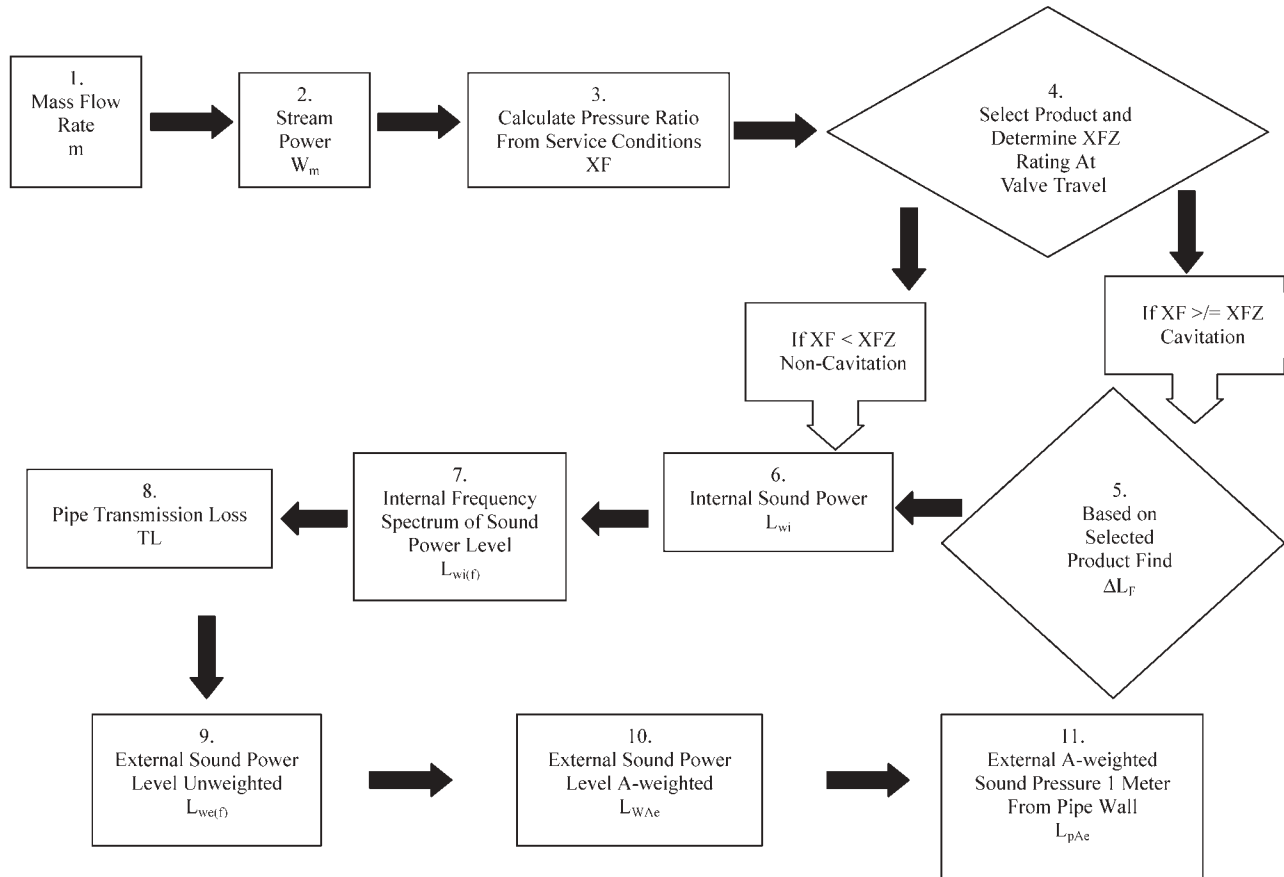 1.
Mass Flow
Rate
m
2.
Stream
Power
Wm
3.
Calculate Pressure Ratio
From Service Conditions
XF
4.
Select Product and
Determine XFZ
Rating At
Valve Travel
If XF < XFZ
Non-Cavitation
If XF >/= XFZ
Cavitation
5.
Based on
Selected
Product Find
ΔLF
6.
Internal Sound Power
Lwi
7.
Internal Frequency
Spectrum of Sound
Power Level
Lwi(f)
8.
Pipe Transmission Loss
TL
9.
External Sound Power
Level Unweighted
Lwe(f)
10.
External Sound Power
Level A-weighted
LWAe
11.
External A-weighted
Sound Pressure 1 Meter
From Pipe Wall
LpAe